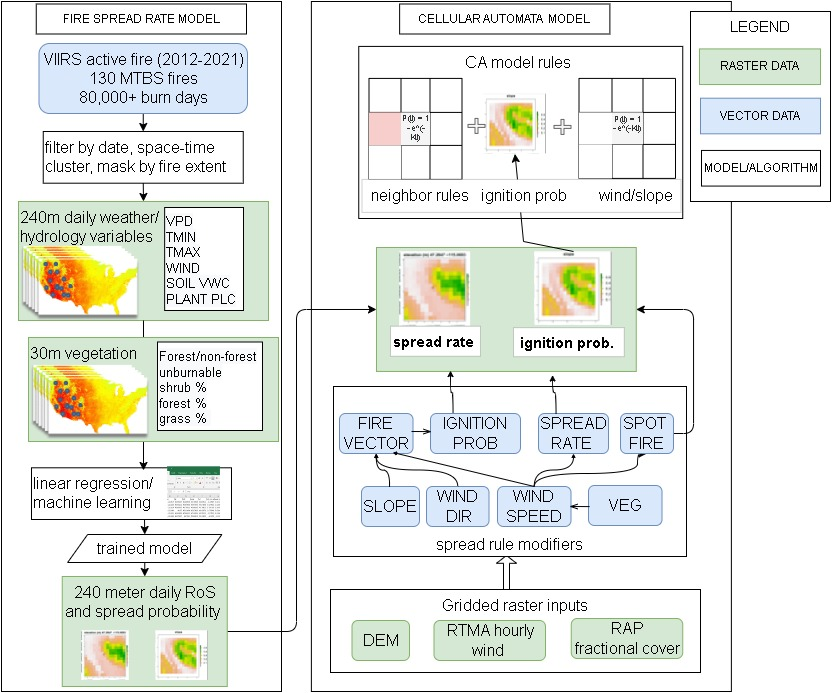 FIRE SPREAD RATE MODEL
VIIRS active fire (2012-2021)
130 MTBS fires
80,000+ burn days
filter by date, space-time
cluster, mask by fire extent
240m daily weather/
hydrology variables
VPD
TMIN
TMAX
WIND
SOIL VWC
PLANT PLC
30m vegetation
Forest/non-forest
unburnable
shrub %
forest %
grass %
linear regression/
machine learning
trained model
240 meter daily RoS
and spread probability
CELLULAR AUTOMATA MODEL
CA model rules
P(I) = 1
- e^(-
P(I) = 1
neighbor rules
ignition prob
wind/slope
spread rate
ignition prob.
FIRE
VECTOR
IGNITION
PROB
SPREAD
RATE
SPOT
FIRE
SLOPE
WIND
DIR
WIND
SPEED
VEG
spread rule modifiers
Gridded raster inputs
DEM
RTMA hourly
wind
RAP
fractional cover
LEGEND
RASTER DATA
VECTOR DATA
MODEL/ALGORITHM